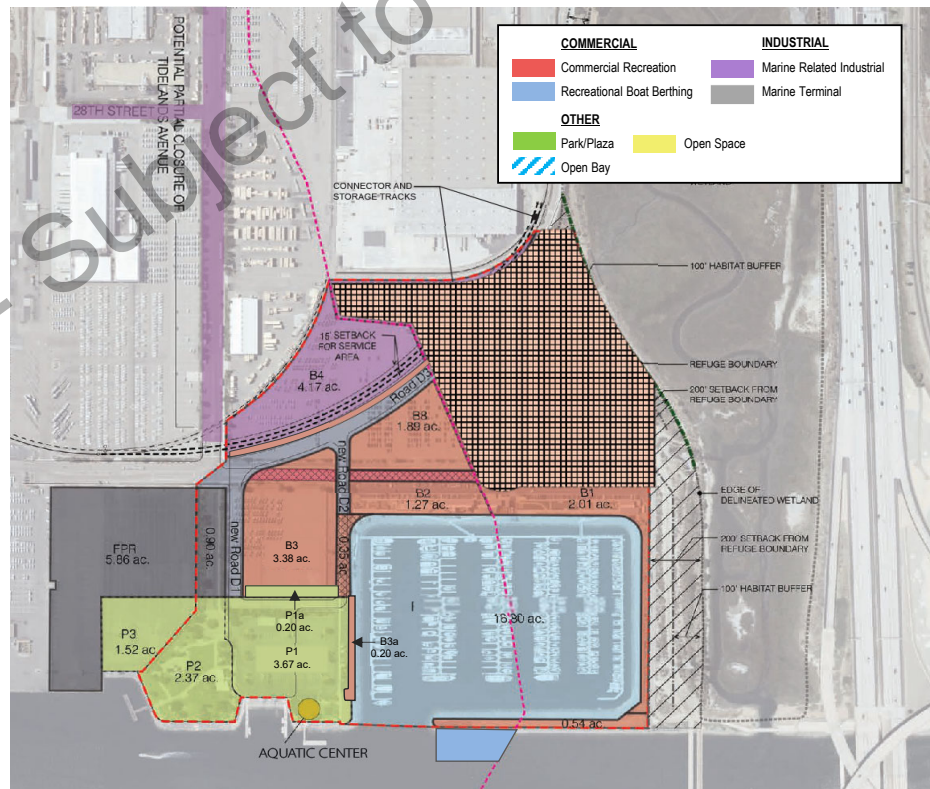 Subject to
COMMERCIAL
INDUSTRIAL
Commercial Recreation
Marine Related Industrial
Recreational Boat Berthing
Marine Terminal
OTHER
Park/Plaza
Open Space
Open Bay
POTENTIAL PARTIAL CLOSURE OF
TIDELANDS AVENUE
28TH STREET
CONNECTOR AND
STORAGE TRACKS
100' HABITAT BUFFER
REFUGE BOUNDARY
200' SETBACK FROM
REFUGE BOUNDARY
15' SETBACK
FOR SERVICE
AREA
B4
4.17 ac.
Road D3
B8
1.89 ac.
new Road D2
B2
1.27 ac.
B1
2.01 ac.
EDGE OF
DELINEATED WETLAND
FPR
5.86 ac.
0.90 ac.
new Road D1
B3
3.38 ac.
0.35 ac.
200' SETBACK FROM
REFUGE BOUNDARY
100' HABITAT BUFFER
P1a
0.20 ac.
I
16.80 ac.
P3
1.52 ac.
P1
3.67 ac.
B3a
0.20 ac.
P2
2.37 ac.
0.54 ac.
AQUATIC CENTER